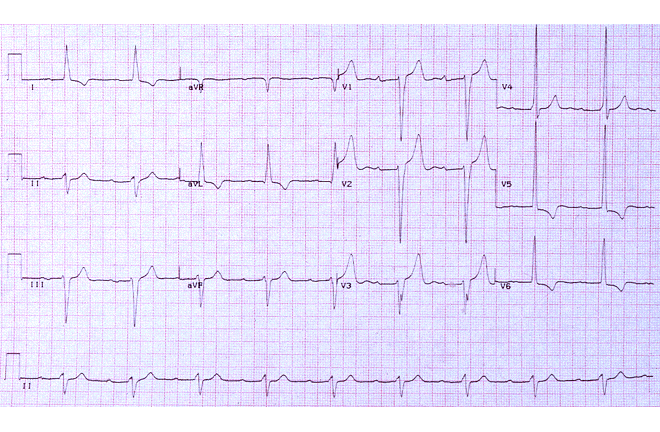 I aVR V1 V4
II aVL V2 V5
III aVF V3 V6
II